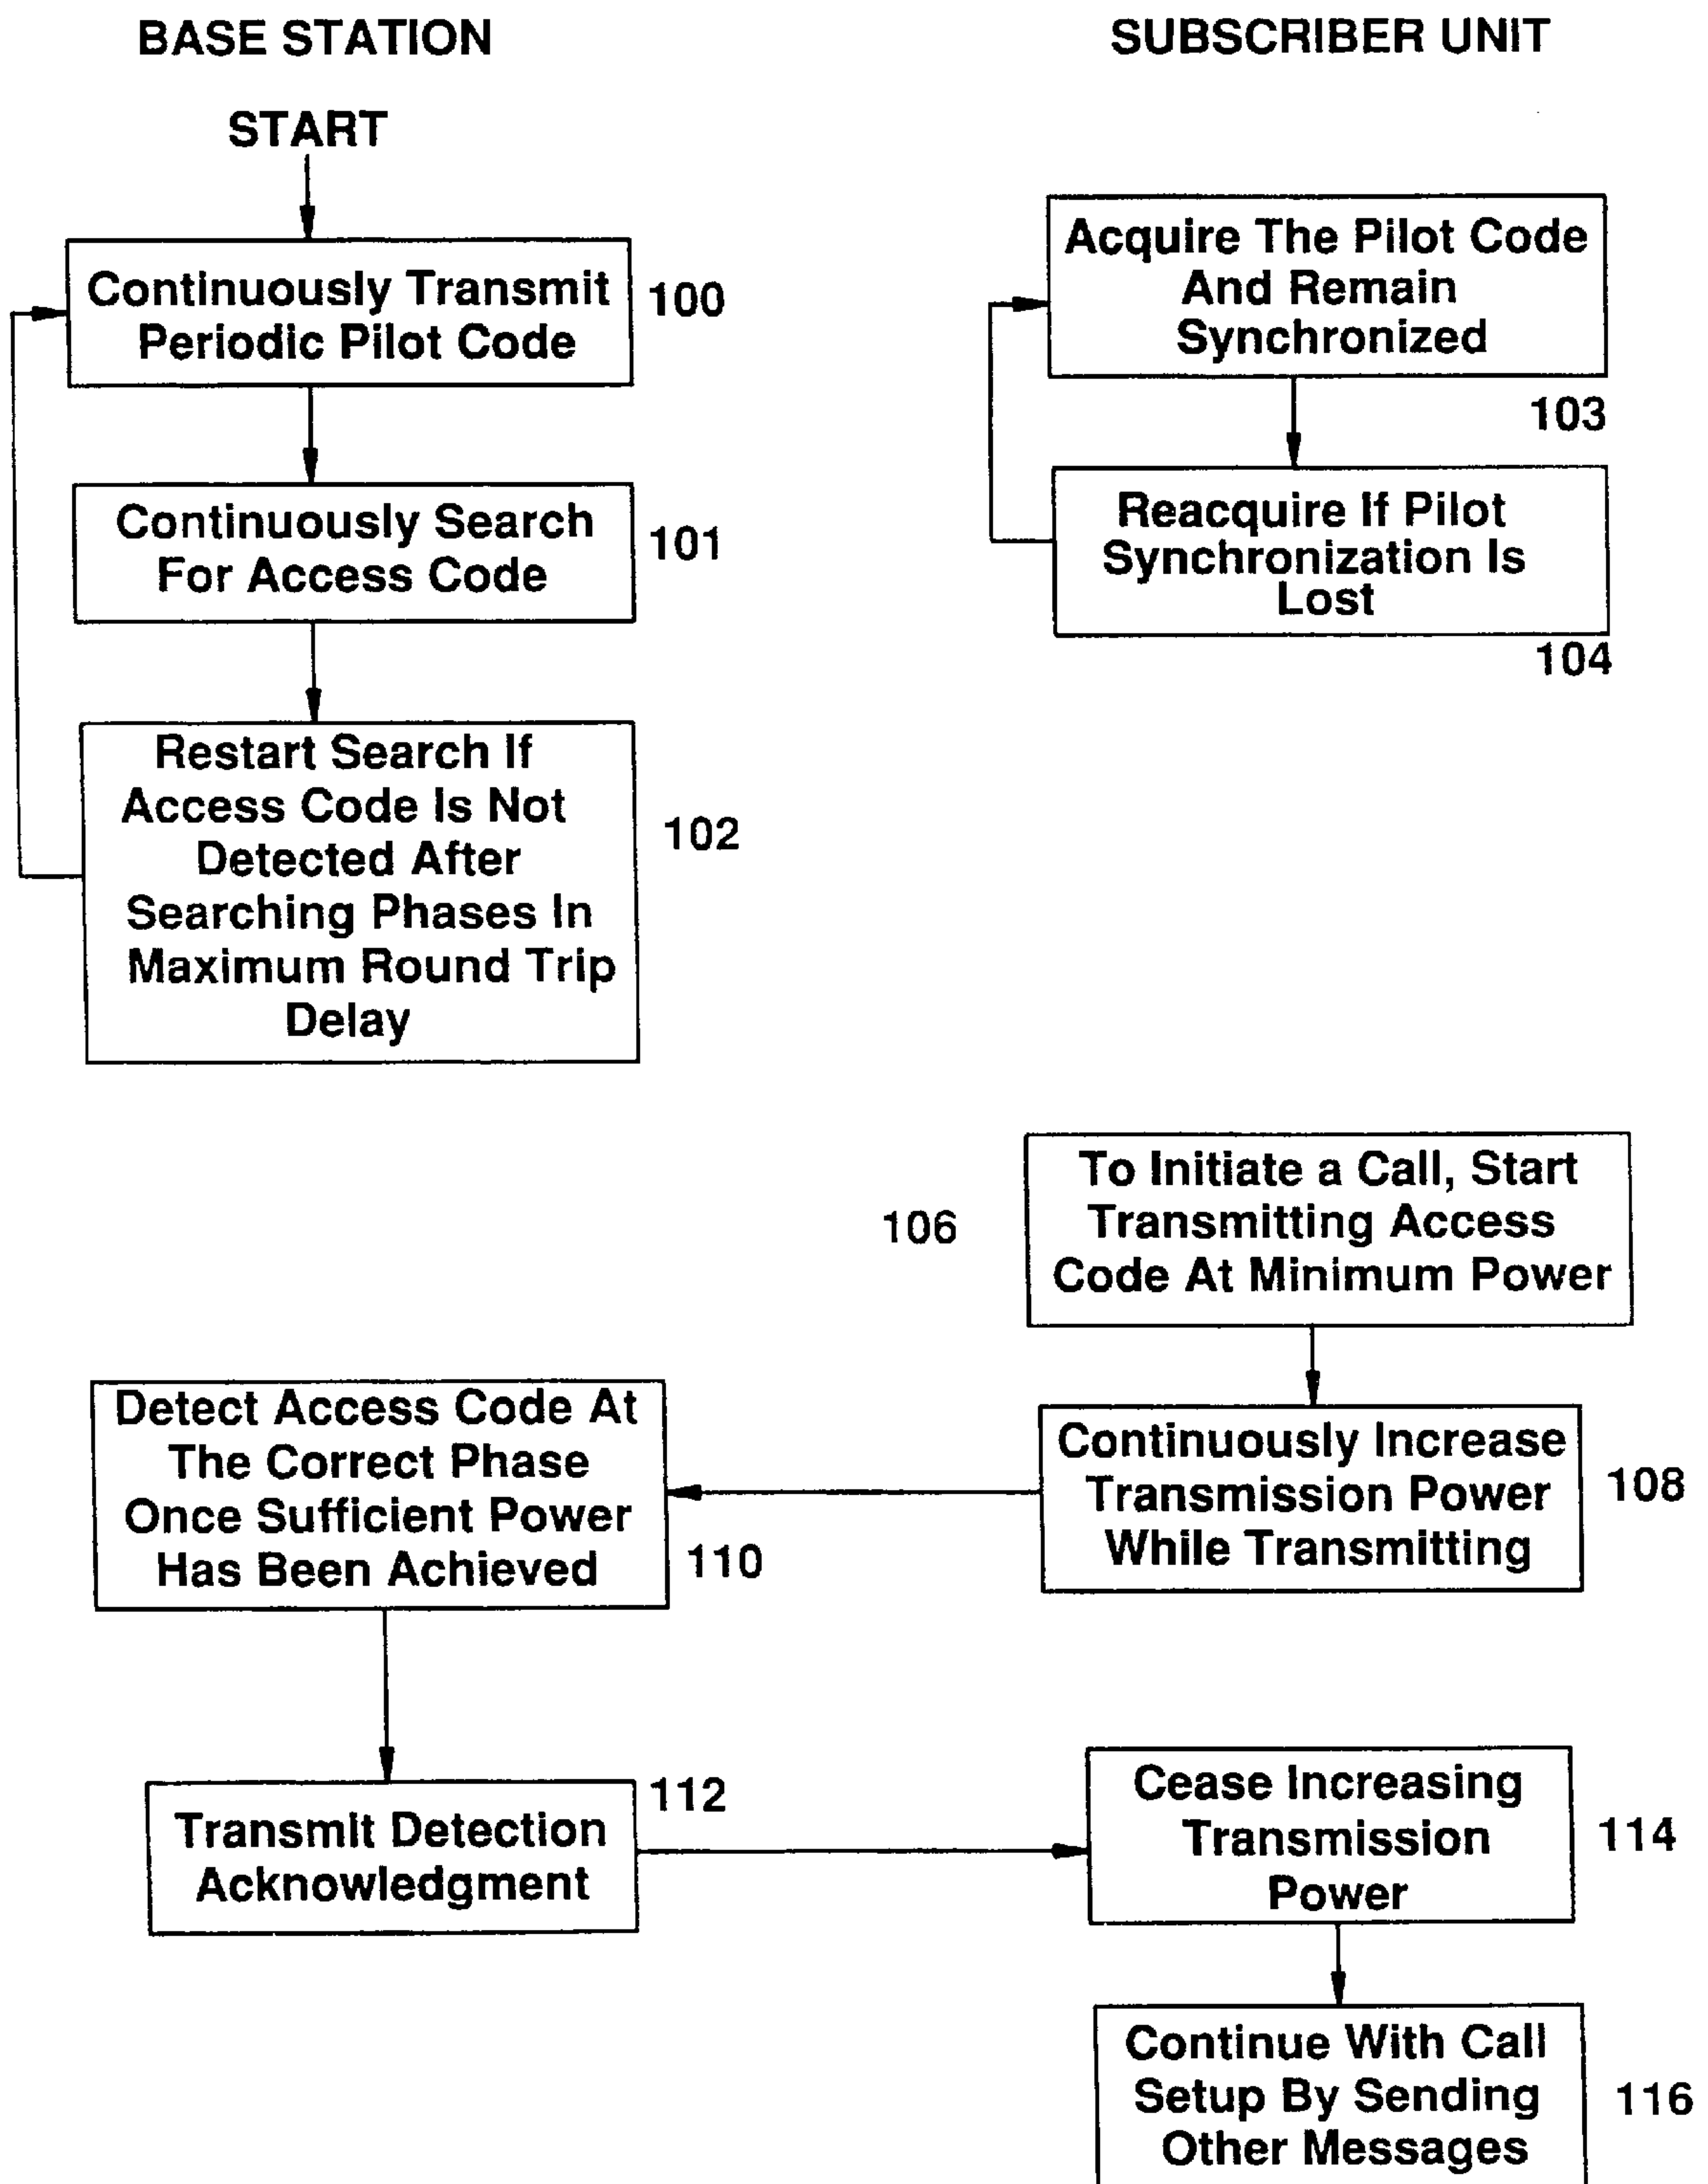 BASE STATION
SUBSCRIBER UNIT
START
Continuously Transmit
Periodic Pilot Code
100
Acquire The Pilot Code
And Remain
Synchronized
103
Continuously Search
For Access Code
101
Reacquire If Pilot
Synchronization Is
Lost
104
Restart Search If
Access Code Is Not
Detected After
Searching Phases In
Maximum Round Trip
Delay
102
106
To Initiate a Call, Start
Transmitting Access
Code At Minimum Power
Continuously Increase
Transmission Power
While Transmitting
108
Detect Access Code At
The Correct Phase
Once Sufficient Power
Has Been Achieved
110
Transmit Detection
Acknowledgment
112
Cease Increasing
Transmission
Power
114
Continue With Call
Setup By Sending
Other Messages
116